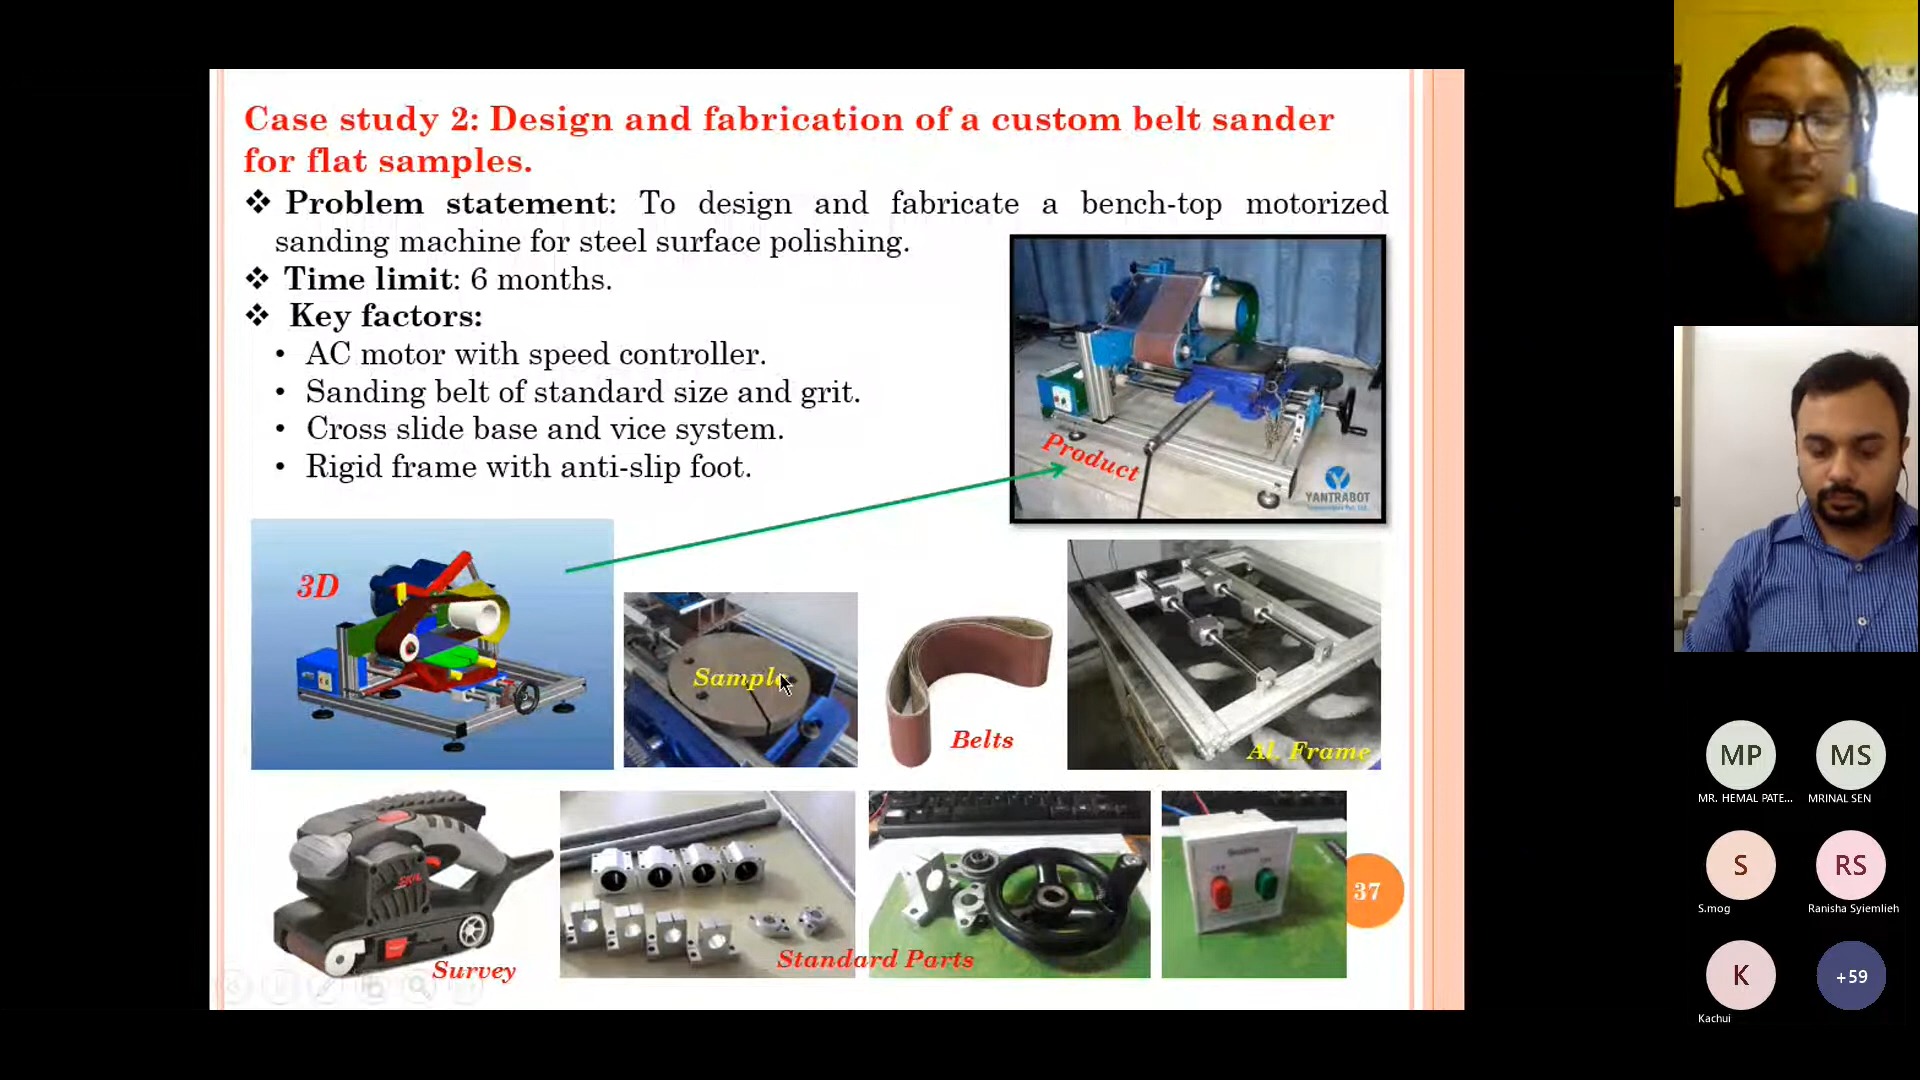 Case study 2: Design and fabrication of a custom belt sander
for flat samples.
❖ Problem statement: To design and fabricate a bench-top motorized
sanding machine for steel surface polishing.
❖ Time limit: 6 months.
❖ Key factors:
• AC motor with speed controller.
• Sanding belt of standard size and grit.
• Cross slide base and vice system.
• Rigid frame with anti-slip foot.
Product
YANTRABOT
3D
Sample
Belts
Al. Frame
SKIL
Survey
Standard Parts
37
MP
MR. HEMAL PATE...
MS
MRINAL SEN
S
S.mog
RS
Ranisha Syiemlieh
K
Kachui
+59